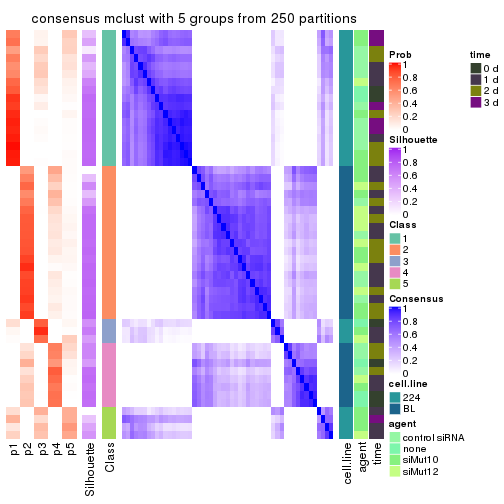 consensus mclust with 5 groups from 250 partitions
Prob
1
0.8
0.6
0.4
0.2
0
time
0 d
1 d
2 d
3 d
Silhouette
1
0.8
0.6
0.4
0.2
0
Class
1
2
3
4
5
Consensus
1
0.8
0.6
0.4
0.2
0
cell.line
224
BL
agent
control siRNA
none
siMut10
siMut12
p1
p2
p3
p4
p5
Silhouette
Class
cell.line
agent
time